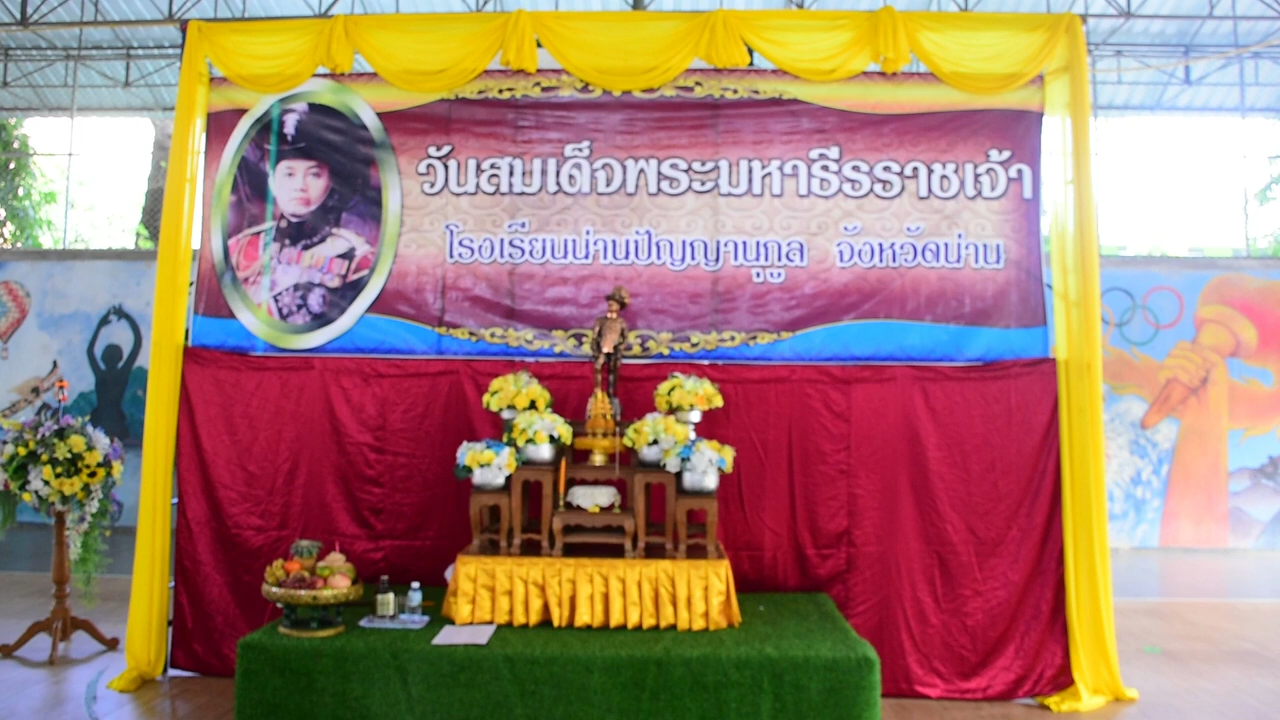 วันสมเด็จพระมหาธีรราชเจ้า
โรงเรียนน่านปัญญานุกูล จังหวัดน่าน